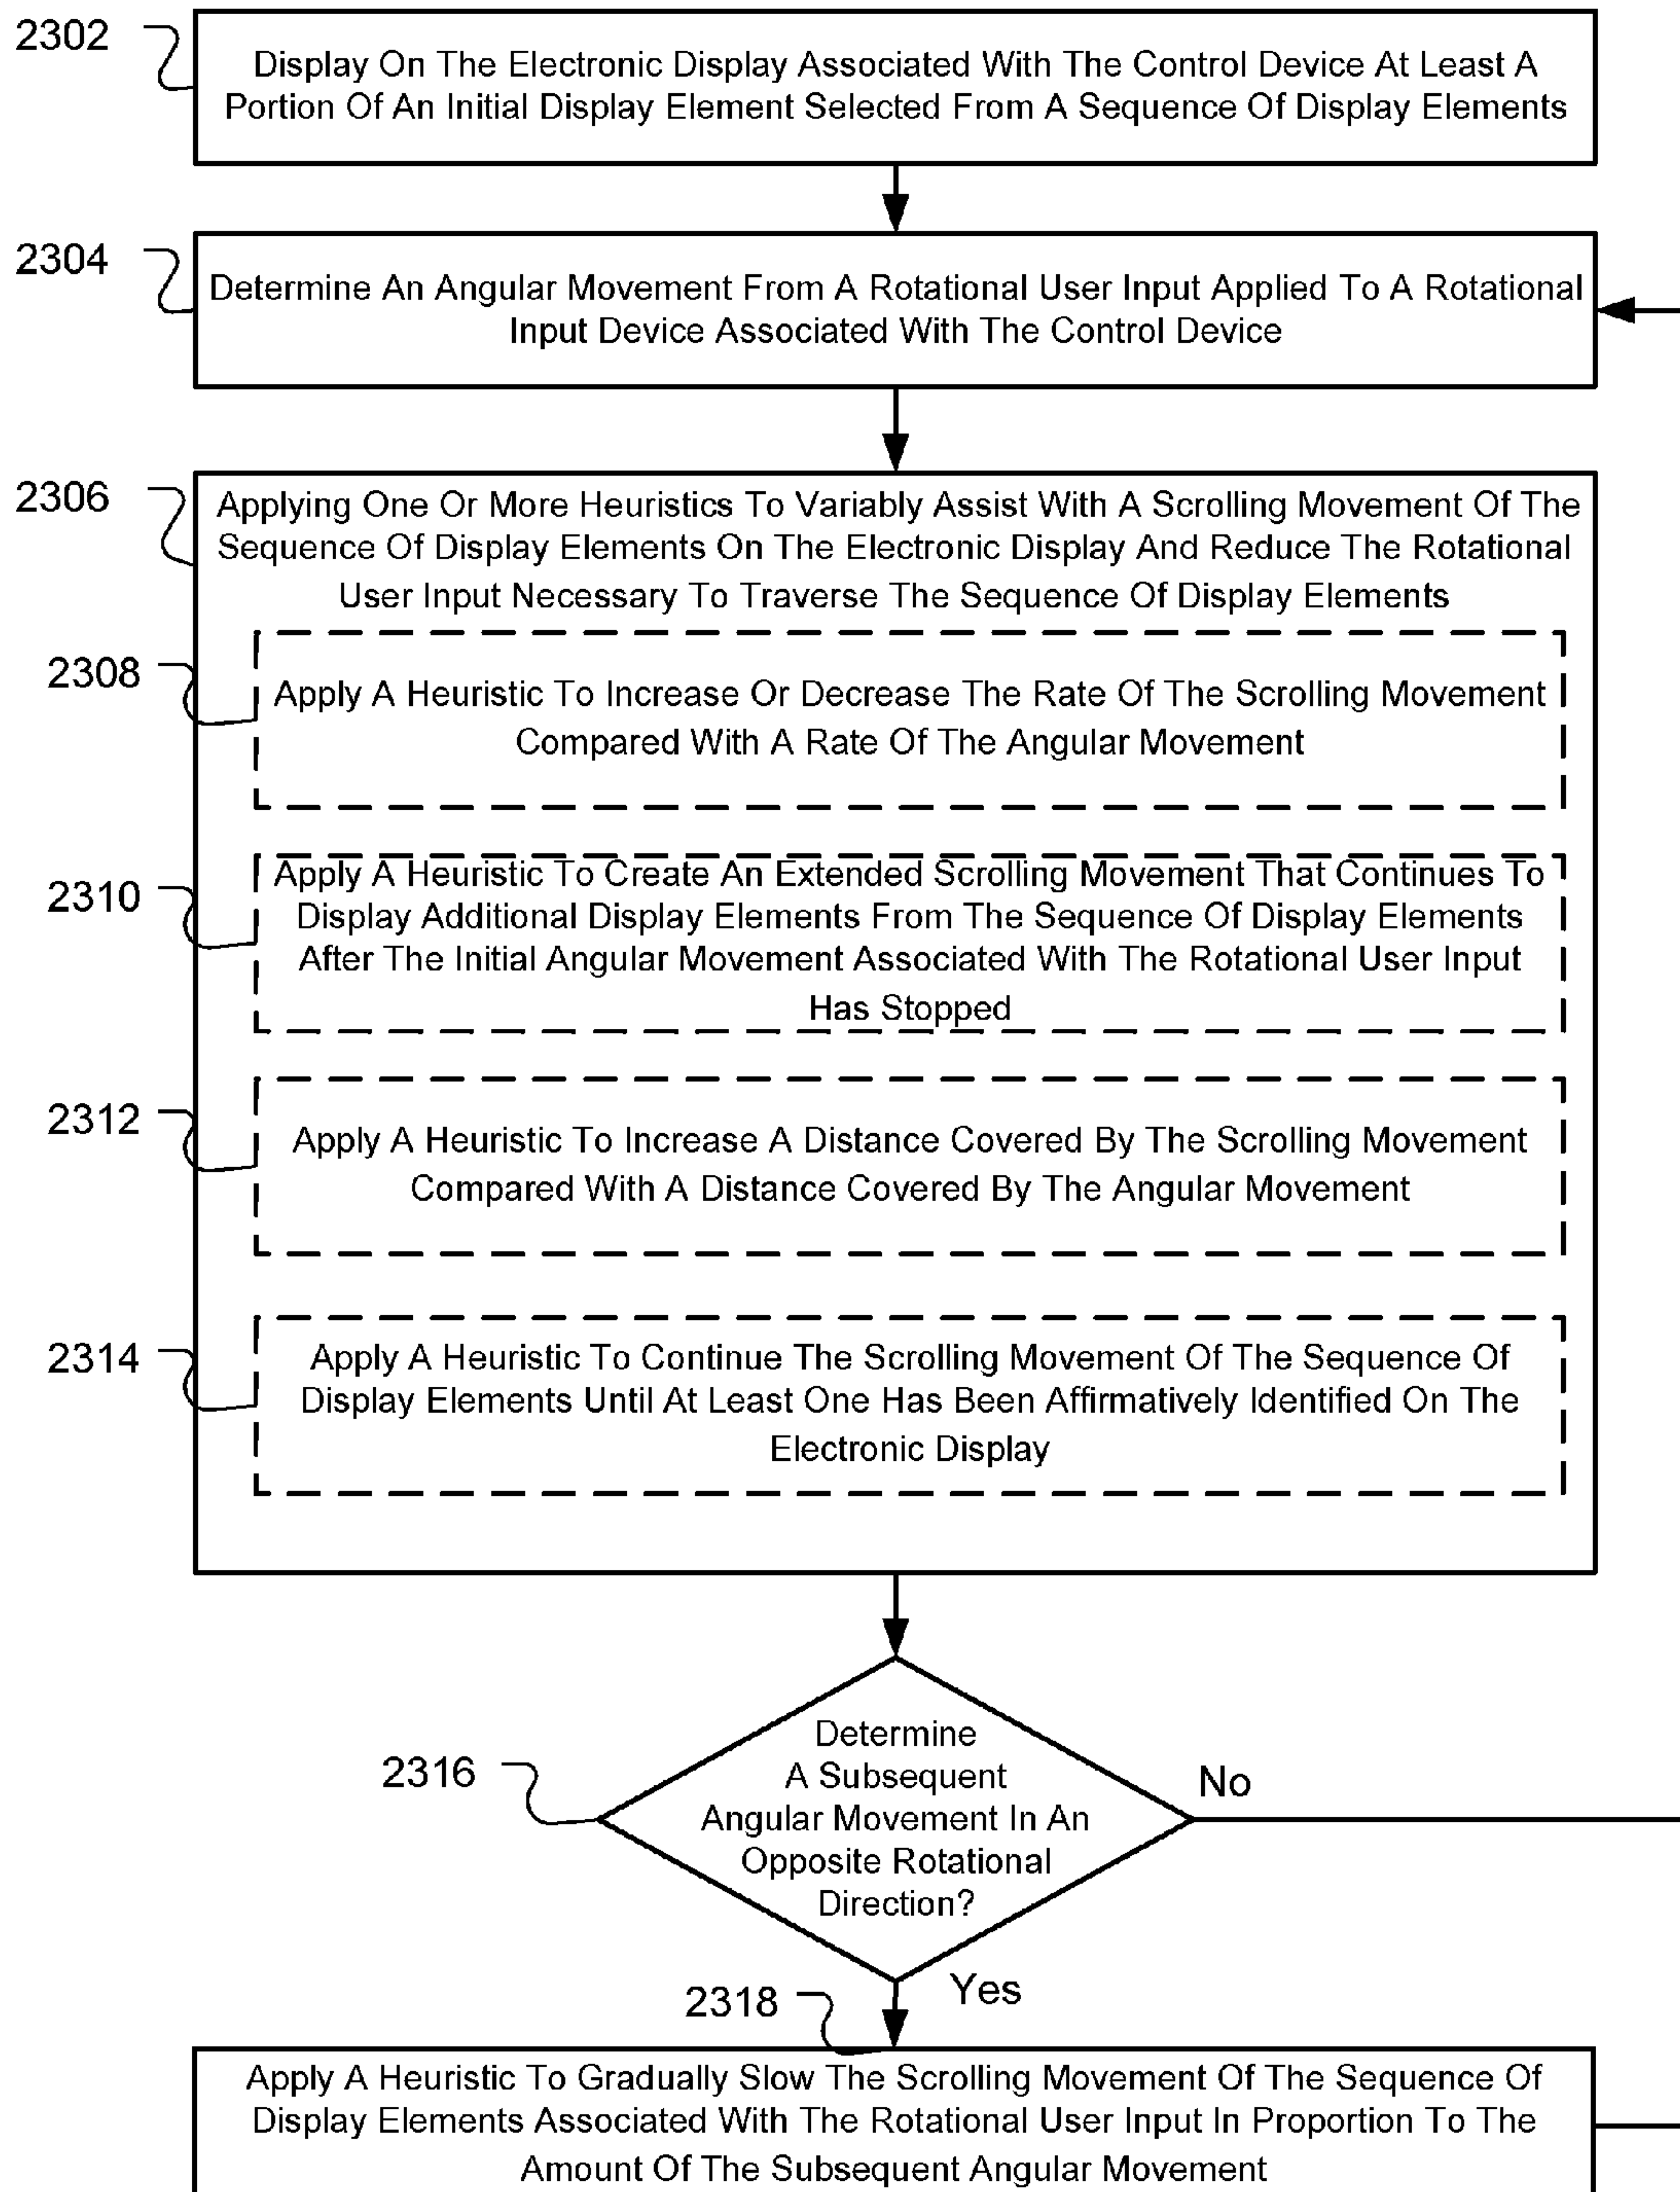 2302
Display On The Electronic Display Associated With The Control Device At Least A
Portion Of An Initial Display Element Selected From A Sequence Of Display Elements
2304
Determine An Angular Movement From A Rotational User Input Applied To A Rotational
Input Device Associated With The Control Device
2306
Applying One Or More Heuristics To Variably Assist With A Scrolling Movement Of The
Sequence Of Display Elements On The Electronic Display And Reduce The Rotational
User Input Necessary To Traverse The Sequence Of Display Elements
2308
Apply A Heuristic To Increase Or Decrease The Rate Of The Scrolling Movement
Compared With A Rate Of The Angular Movement
2310
Apply A Heuristic To Create An Extended Scrolling Movement That Continues To
Display Additional Display Elements From The Sequence Of Display Elements
After The Initial Angular Movement Associated With The Rotational User Input
Has Stopped
2312
Apply A Heuristic To Increase A Distance Covered By The Scrolling Movement
Compared With A Distance Covered By The Angular Movement
2314
Apply A Heuristic To Continue The Scrolling Movement Of The Sequence Of
Display Elements Until At Least One Has Been Affirmatively Identified On The
Electronic Display
2316
Determine
A Subsequent
Angular Movement In An
Opposite Rotational
Direction?
No
Yes
2318
Apply A Heuristic To Gradually Slow The Scrolling Movement Of The Sequence Of
Display Elements Associated With The Rotational User Input In Proportion To The
Amount Of The Subsequent Angular Movement